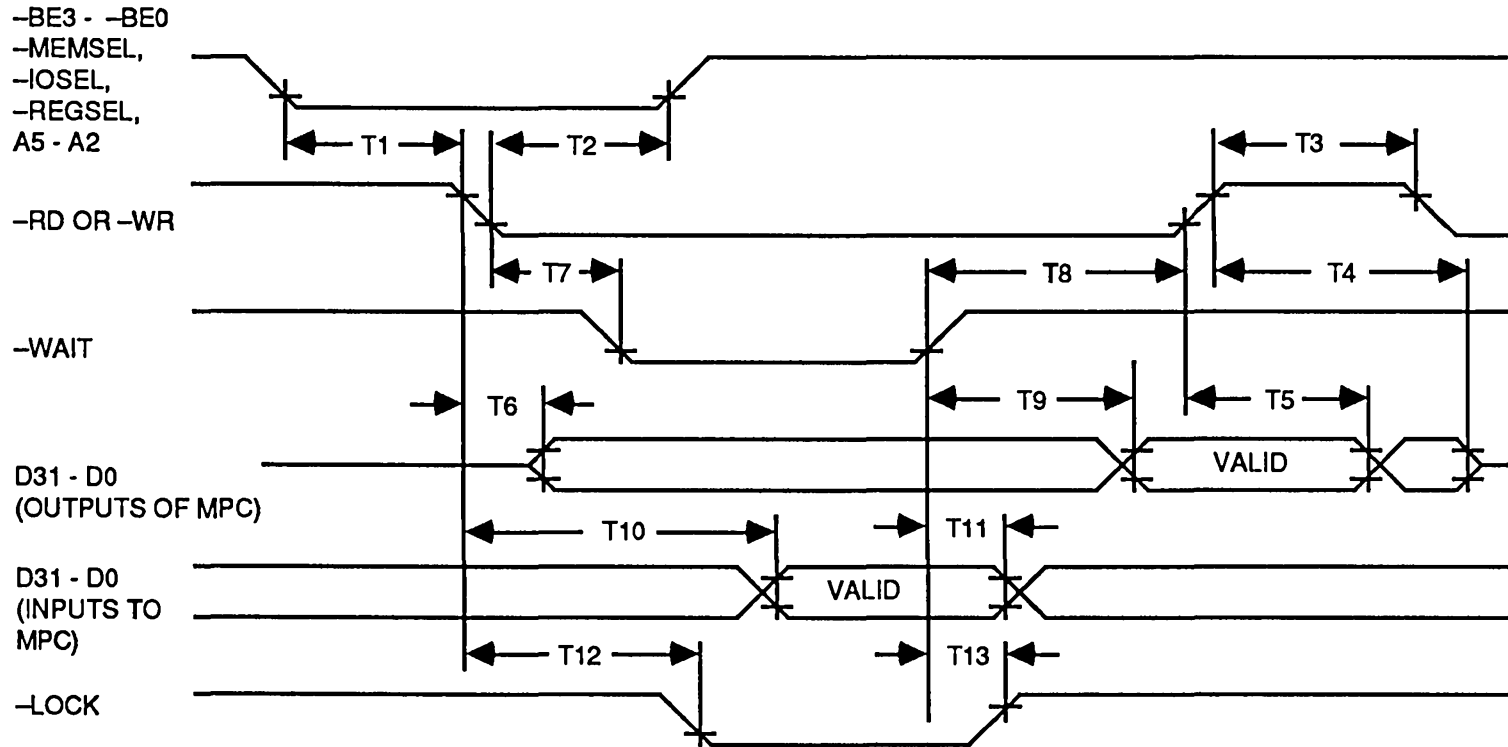 –BE3 - –BE0
–MEMSEL,
–IOSEL,
–REGSEL,
A5 - A2
T1
T2
T3
–RD OR –WR
T7
T8
T4
–WAIT
T6
T9
T5
D31 - D0
(OUTPUTS OF MPC)
VALID
T10
T11
D31 - D0
(INPUTS TO
MPC)
VALID
T12
T13
–LOCK